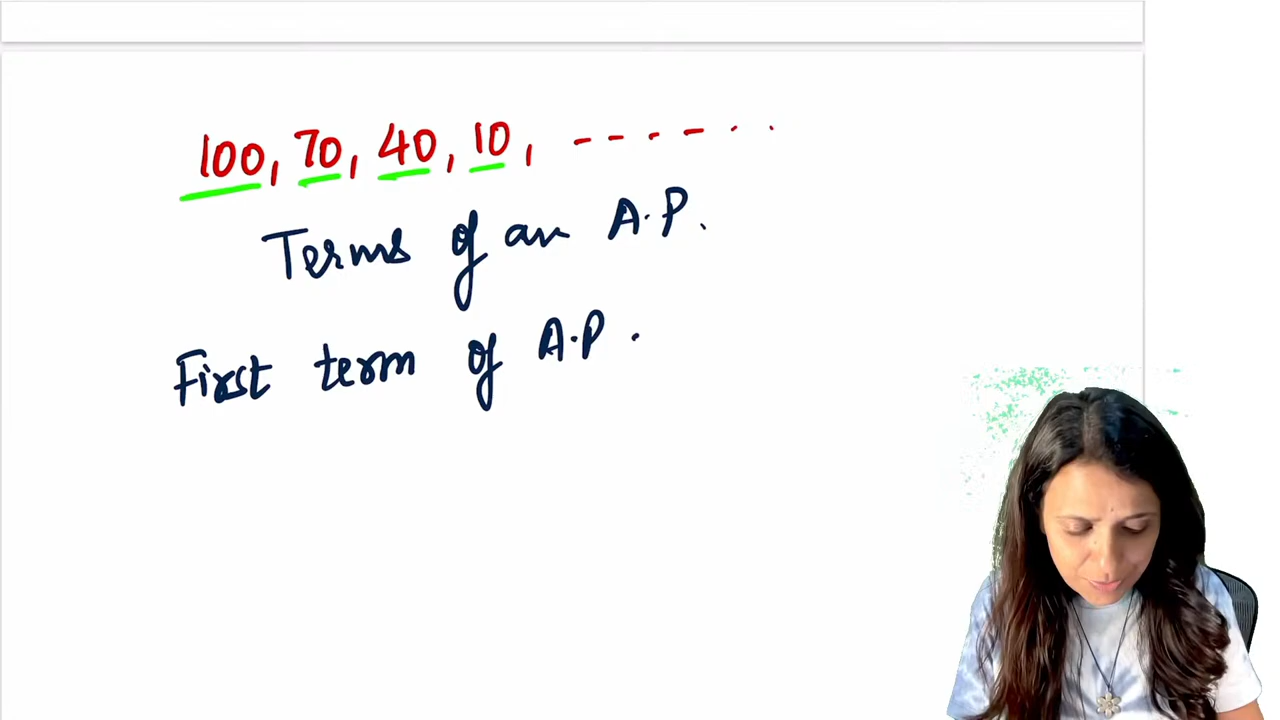 100, 70, 40, 10, ------..
Terms of an A.P.
First term of A.P.